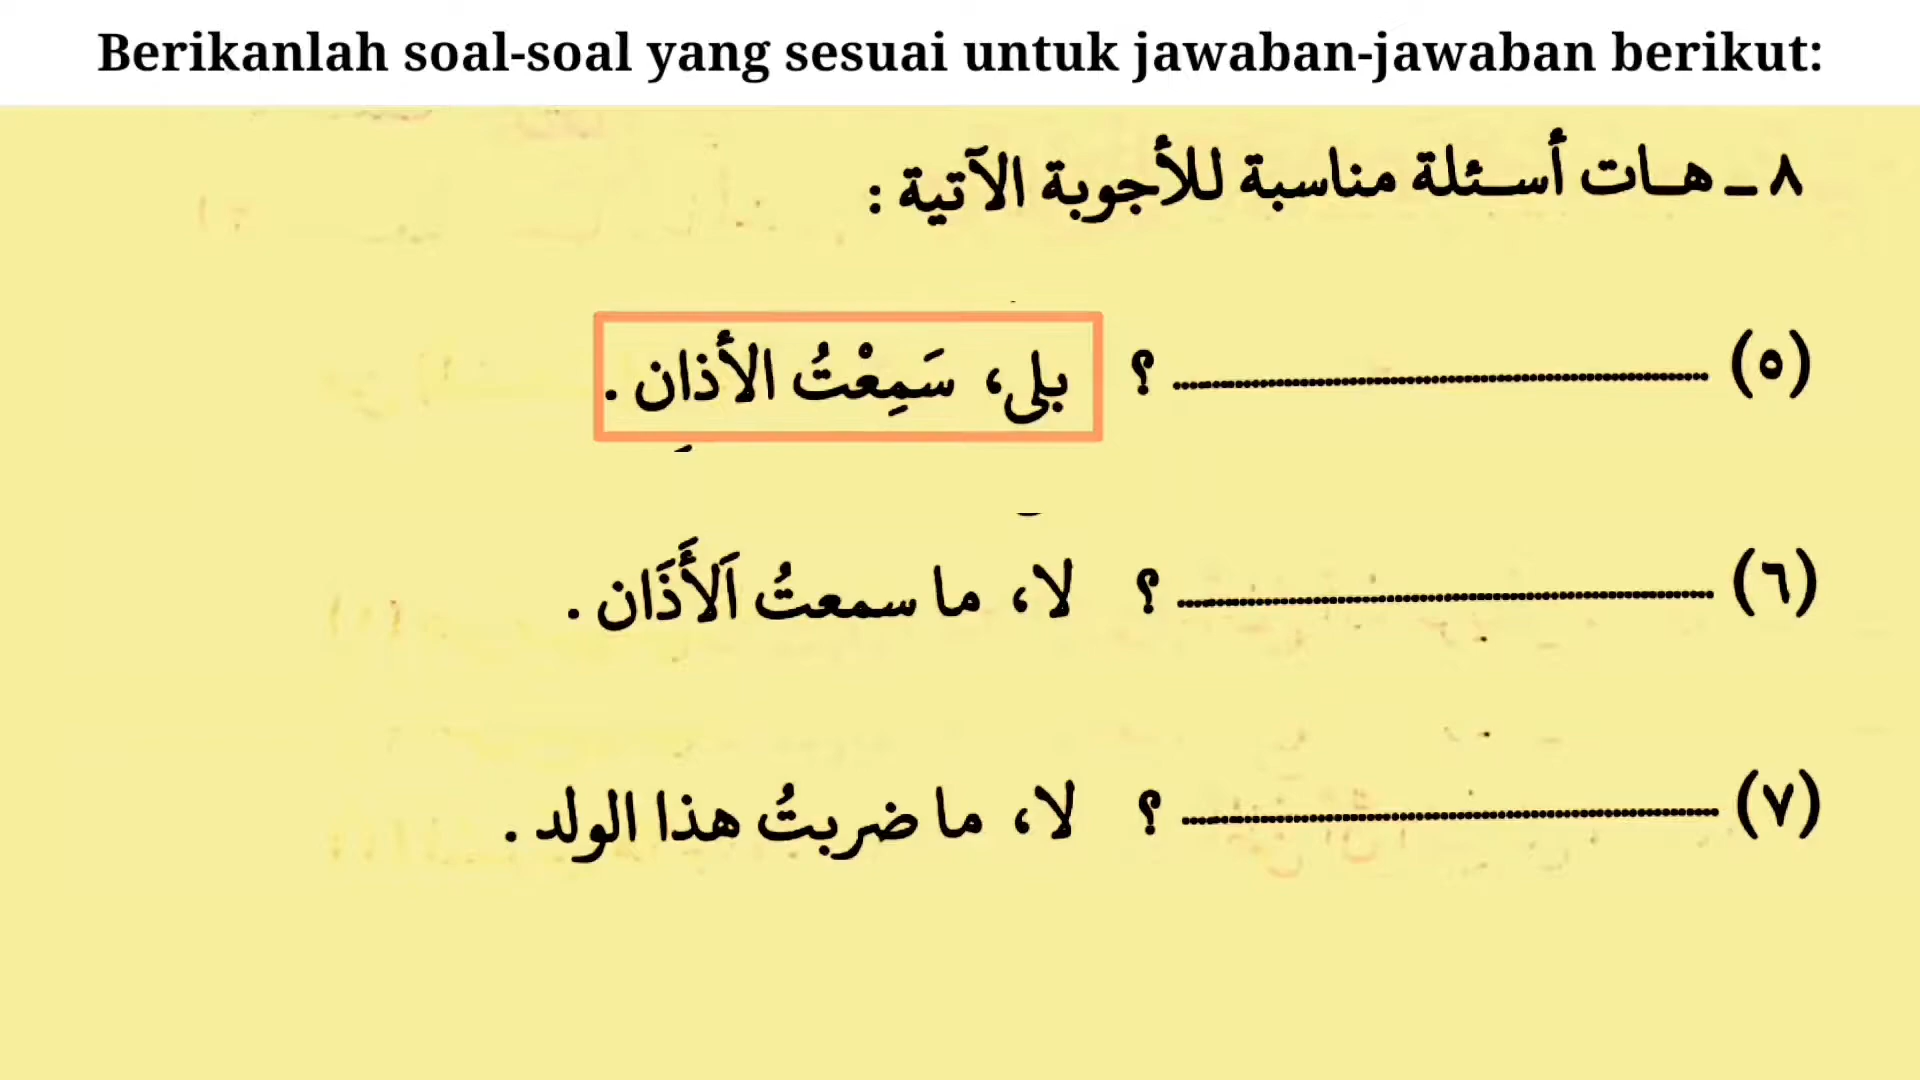 Berikanlah soal-soal yang sesuai untuk jawaban-jawaban berikut:
٨ ـ هـات أسـئلة مناسبة للأجوبة الآتية :
(٥) ........................................ ؟ بلى، سَمِعْتُ الأذان .
(٦) ........................................ ؟ لا، ما سمعتُ اَلأَذَان .
(٧) ........................................ ؟ لا، ما ضربتُ هذا الولد .